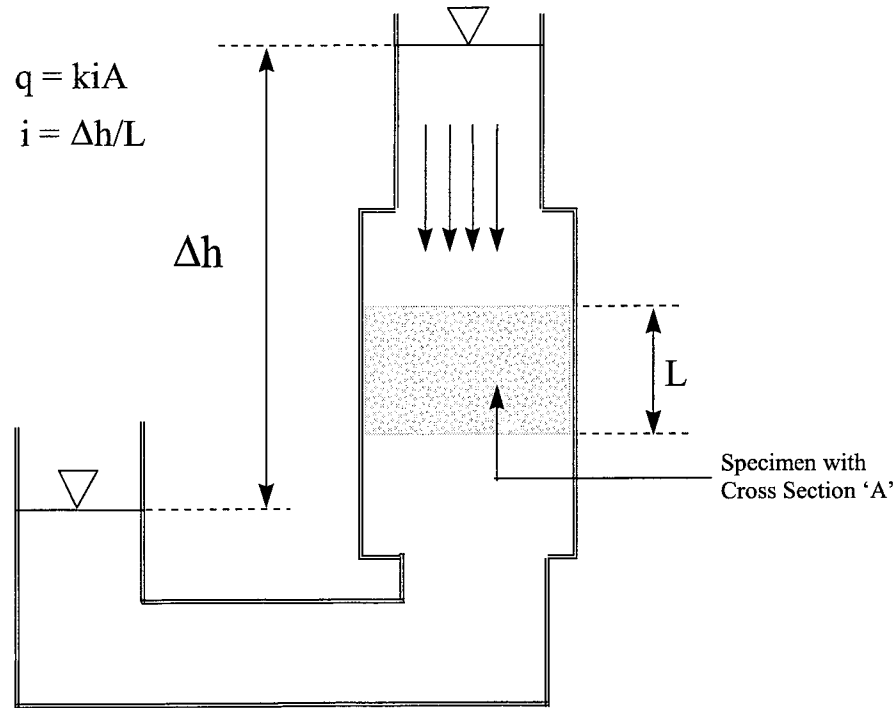 q = kiA
i = Δh/L
Δh
L
Specimen with
Cross Section ‘A’